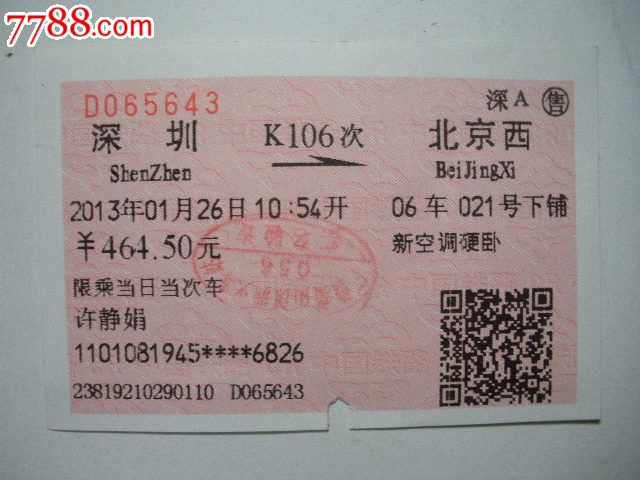 7788.com
D065643
深A 售
深 圳 K106次 北京西
ShenZhen BeiJingXi
2013年01月26日10:54开 06车 021号下铺
￥464.50元 新空调硬卧
限乘当日当次车
许静娟
1101081945****6826
23819210290110 D065643